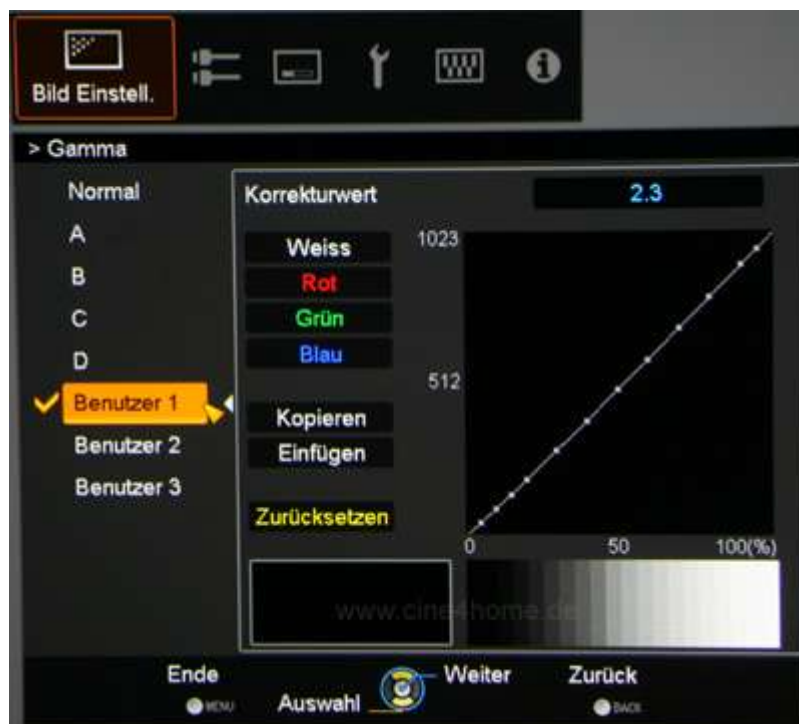 Bild Einstell.
> Gamma
Normal
A
B
C
D
Benutzer 1
Benutzer 2
Benutzer 3
Korrekturwert 2.3
Weiss
Rot
Grün
Blau
Kopieren
Einfügen
Zurücksetzen
1023
512
0 50 100(%)
www.cine4home.de
Ende
MENU
Auswahl
Weiter
Zurück
BACK